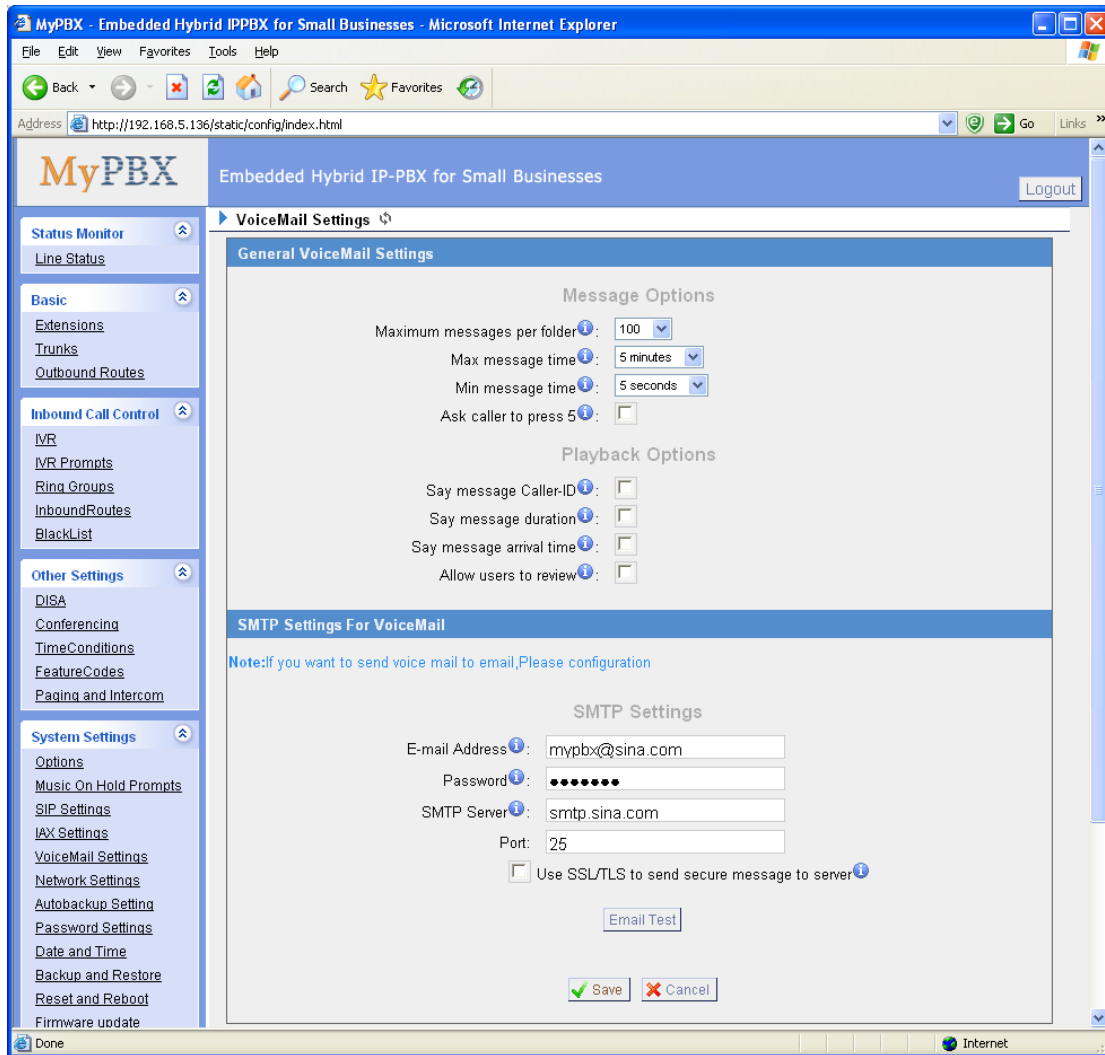 MyPBX - Embedded Hybrid IPPBX for Small Businesses - Microsoft Internet Explorer
File Edit View Favorites Tools Help
Back Search Favorites
Address http://192.168.5.136/static/config/index.html Go Links »
MyPBX
Embedded Hybrid IP-PBX for Small Businesses
Logout
Status Monitor
Line Status
Basic
Extensions
Trunks
Outbound Routes
Inbound Call Control
IVR
IVR Prompts
Ring Groups
InboundRoutes
BlackList
Other Settings
DISA
Conferencing
TimeConditions
FeatureCodes
Paging and Intercom
System Settings
Options
Music On Hold Prompts
SIP Settings
IAX Settings
VoiceMail Settings
Network Settings
Autobackup Setting
Password Settings
Date and Time
Backup and Restore
Reset and Reboot
Firmware update
VoiceMail Settings
General VoiceMail Settings
Message Options
Maximum messages per folder: 100
Max message time: 5 minutes
Min message time: 5 seconds
Ask caller to press 5:
Playback Options
Say message Caller-ID:
Say message duration:
Say message arrival time:
Allow users to review:
SMTP Settings For VoiceMail
Note:If you want to send voice mail to email,Please configuration
SMTP Settings
E-mail Address: mypbx@sina.com
Password: •••••••
SMTP Server: smtp.sina.com
Port: 25
Use SSL/TLS to send secure message to server
Email Test
Save Cancel
Done Internet